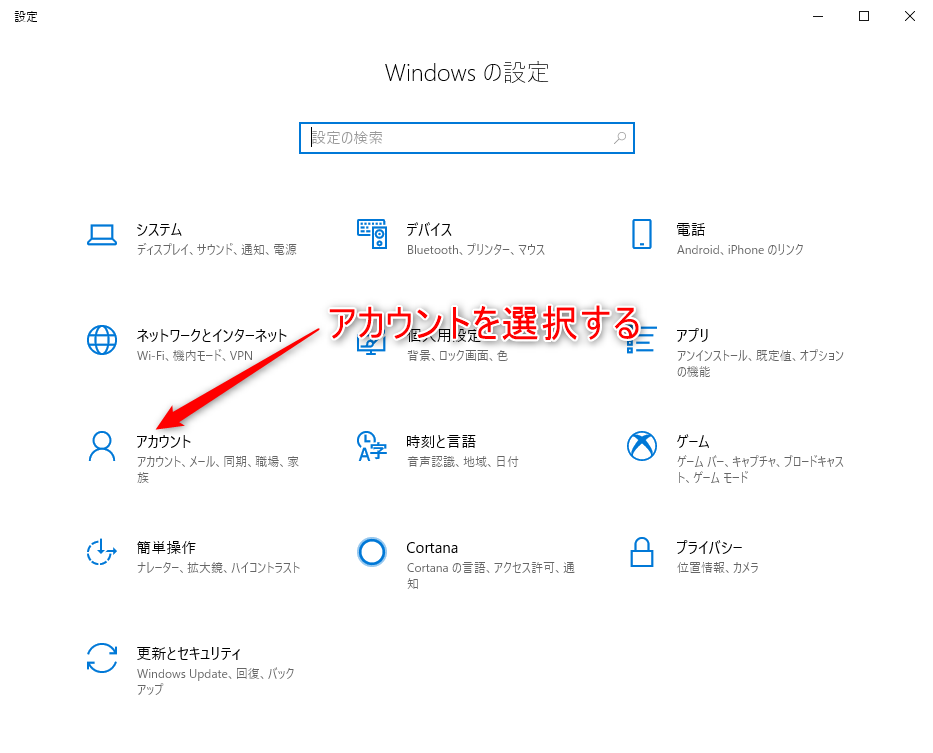 設定
Windows の設定
設定の検索
システム
ディスプレイ、サウンド、通知、電源
デバイス
Bluetooth、プリンター、マウス
電話
Android、iPhone のリンク
アカウントを選択する
ネットワークとインターネット
Wi-Fi、機内モード、VPN
個人用設定
背景、ロック画面、色
アプリ
アンインストール、既定値、オプション
の機能
アカウント
アカウント、メール、同期、職場、家
族
時刻と言語
音声認識、地域、日付
ゲーム
ゲーム バー、キャプチャ、ブロードキャス
ト、ゲーム モード
簡単操作
ナレーター、拡大鏡、ハイコントラスト
Cortana
Cortana の言語、アクセス許可、通
知
プライバシー
位置情報、カメラ
更新とセキュリティ
Windows Update、回復、バック
アップ